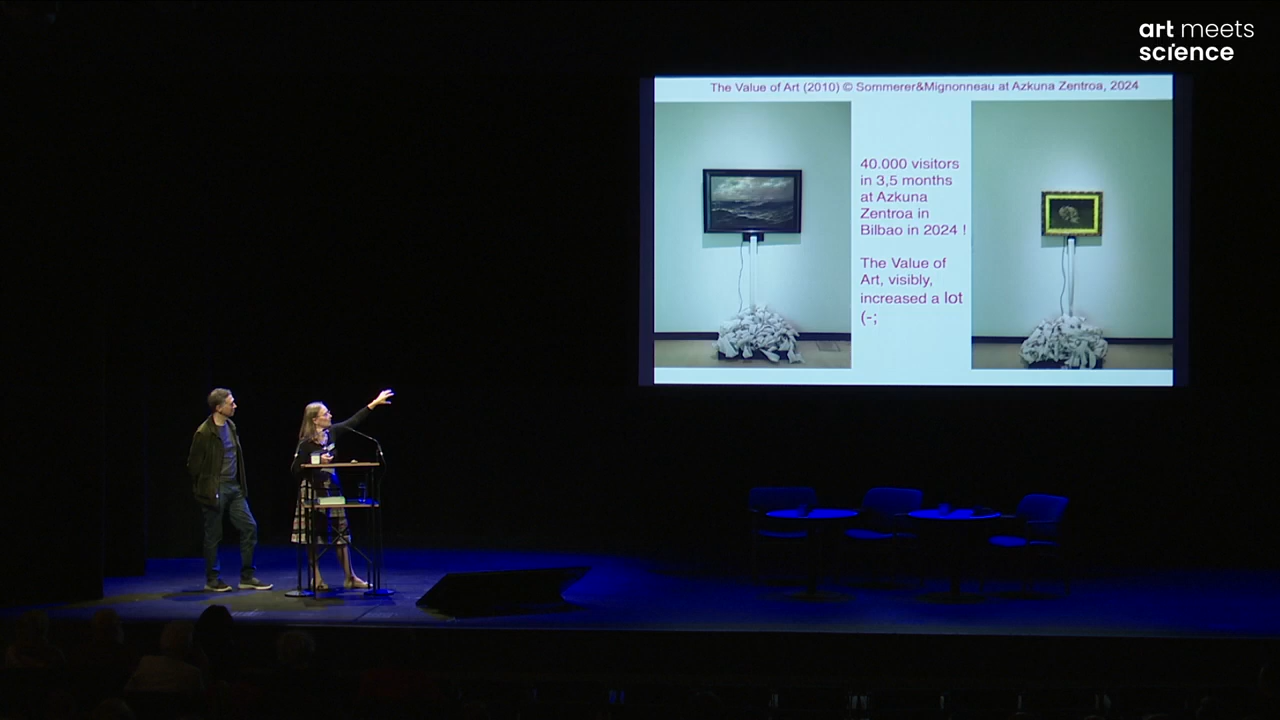 art meets
science
The Value of Art (2010) © Sommerer&Mignonneau at Azkuna Zentroa, 2024
40.000 visitors
in 3,5 months
at Azkuna
Zentroa in
Bilbao in 2024 !
The Value of
Art, visibly,
increased a lot
(-;